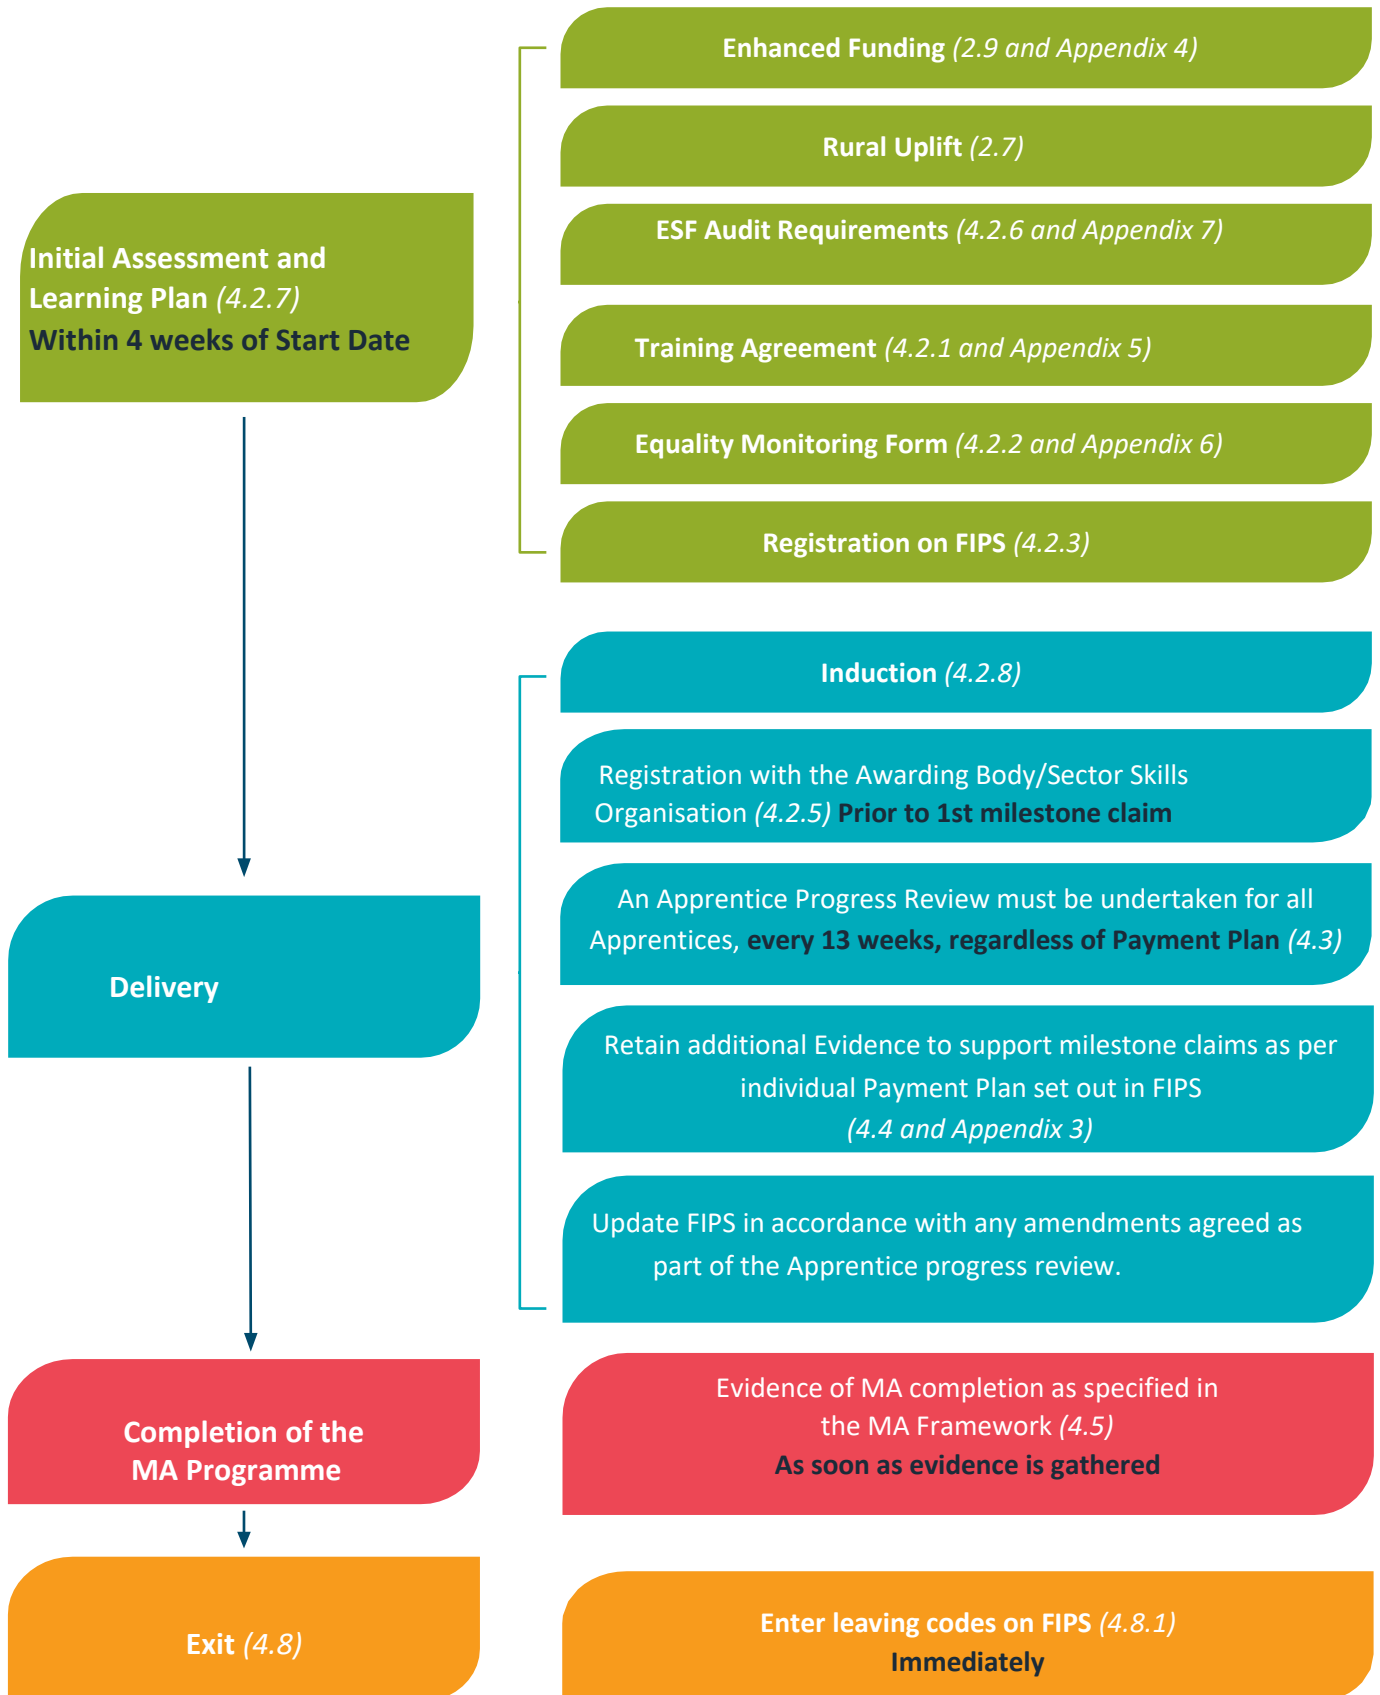 Enhanced Funding (2.9 and Appendix 4)
Rural Uplift (2.7)
ESF Audit Requirements (4.2.6 and Appendix 7)
Initial Assessment and
Learning Plan (4.2.7)
Within 4 weeks of Start Date
Training Agreement (4.2.1 and Appendix 5)
Equality Monitoring Form (4.2.2 and Appendix 6)
Registration on FIPS (4.2.3)
Induction (4.2.8)
Registration with the Awarding Body/Sector Skills
Organisation (4.2.5) Prior to 1st milestone claim
An Apprentice Progress Review must be undertaken for all
Apprentices, every 13 weeks, regardless of Payment Plan (4.3)
Delivery
Retain additional Evidence to support milestone claims as per
individual Payment Plan set out in FIPS
(4.4 and Appendix 3)
Update FIPS in accordance with any amendments agreed as
part of the Apprentice progress review.
Completion of the
MA Programme
Evidence of MA completion as specified in
the MA Framework (4.5)
As soon as evidence is gathered
Exit (4.8)
Enter leaving codes on FIPS (4.8.1)
Immediately